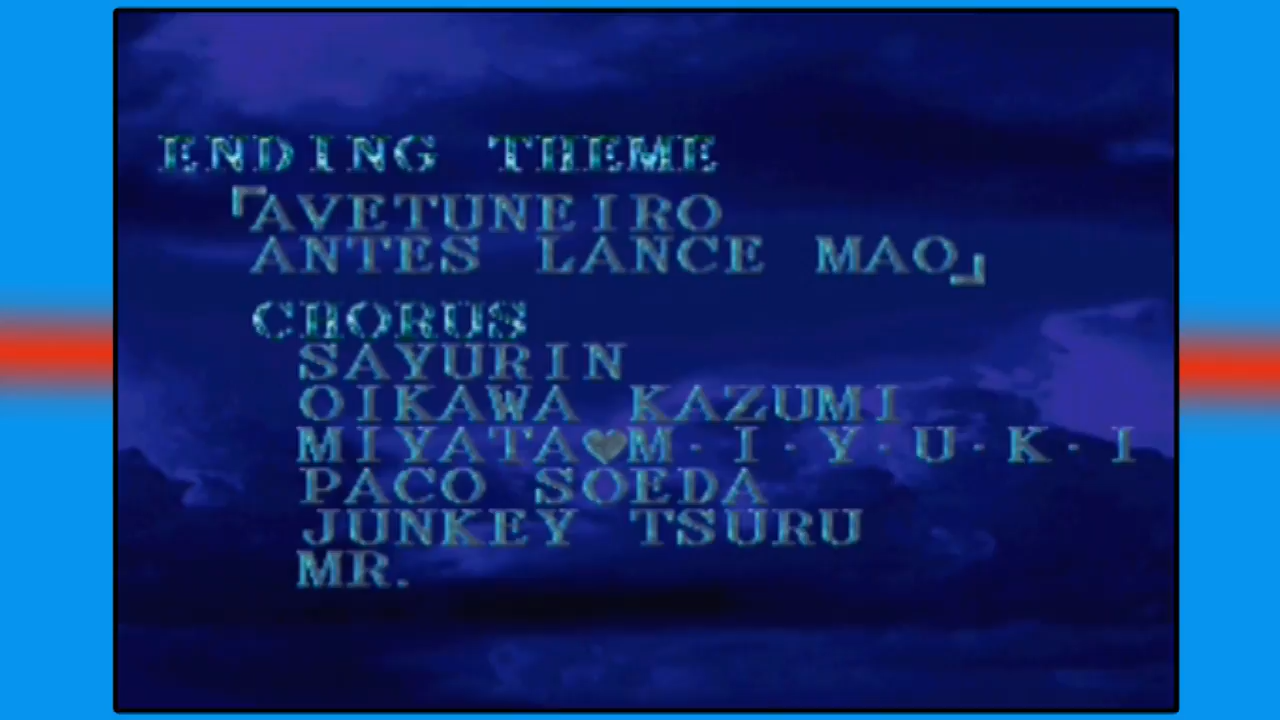 ENDING THEME
「AVETUNEIRO
ANTES LANCE MAO」
CHORUS
SAYURIN
OIKAWA KAZUMI
MIYATA♥M·I·Y·U·K·I
PACO SOEDA
JUNKEY TSURU
MR.